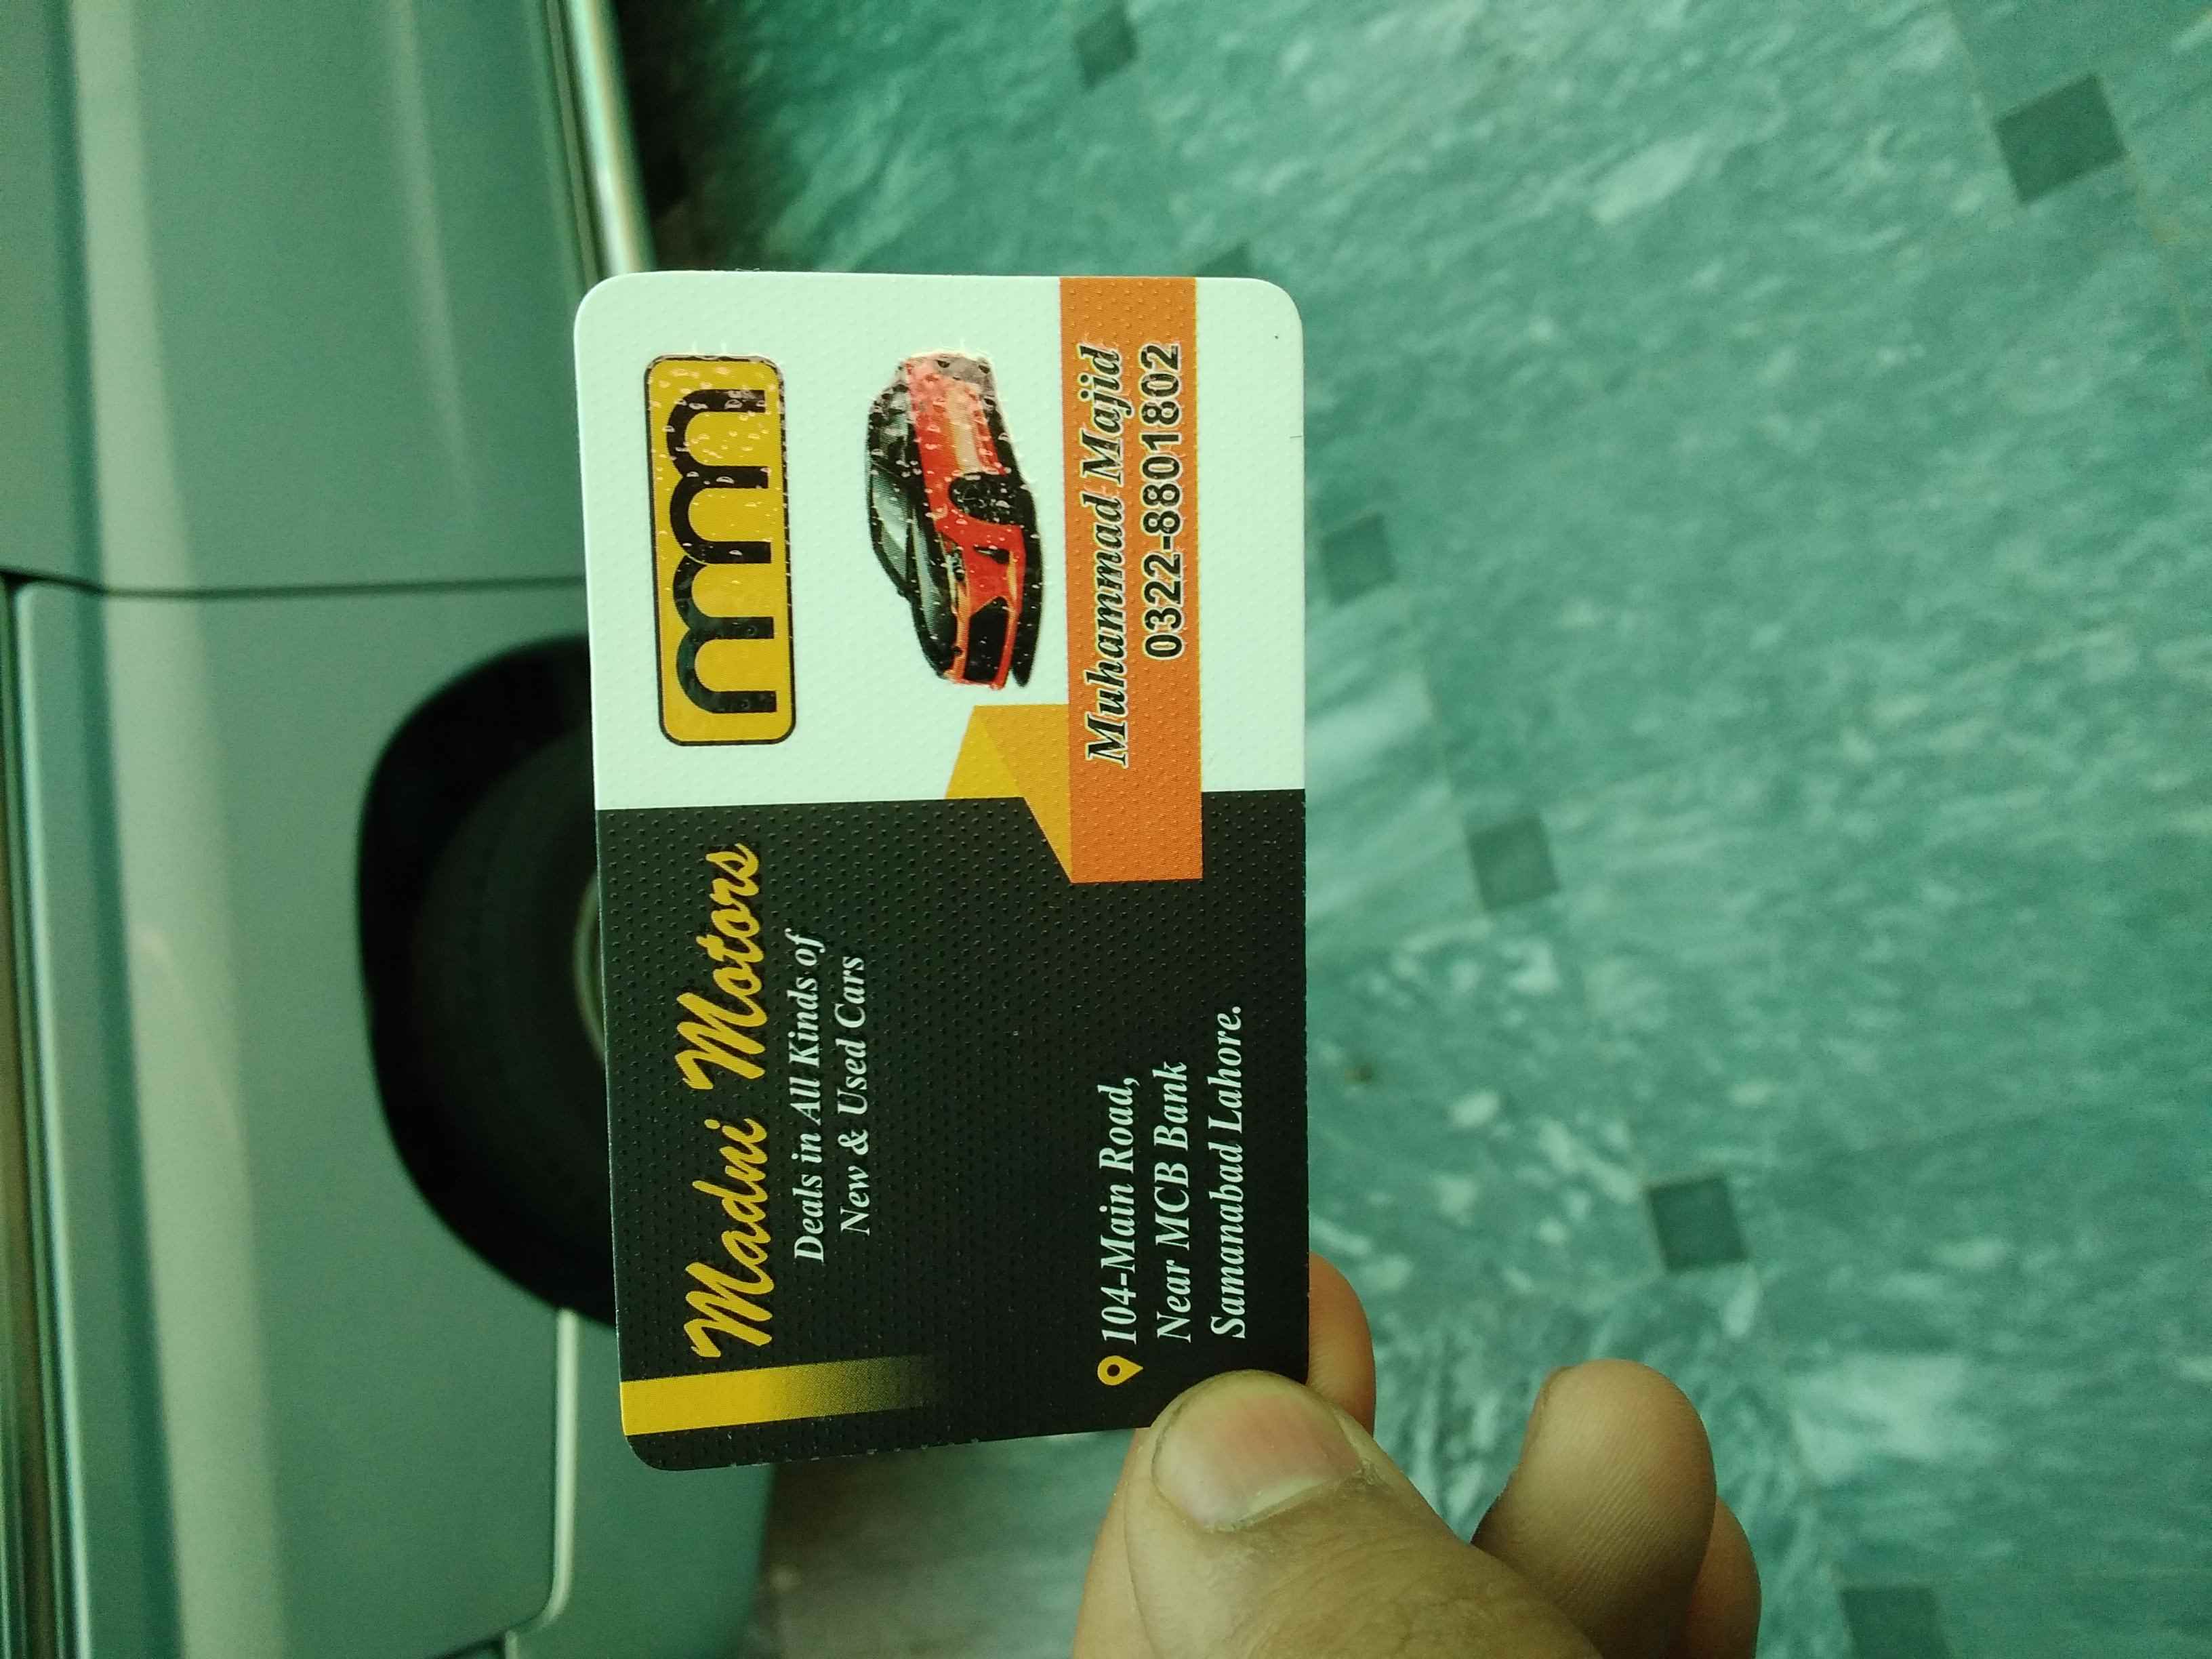 Madni Motors
Deals in All Kinds of
New & Used Cars
104-Main Road,
Near MCB Bank
Samanabad Lahore.
mm
Muhammad Majid
0322-8801802